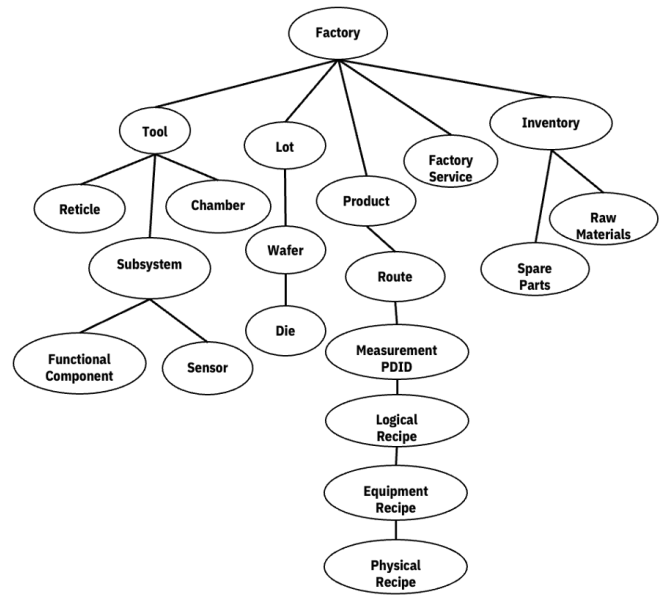 Factory
Tool
Lot
Product
Factory
Service
Inventory
Reticle
Subsystem
Chamber
Functional
Component
Sensor
Wafer
Die
Route
Measurement
PDID
Logical
Recipe
Equipment
Recipe
Physical
Recipe
Spare
Parts
Raw
Materials